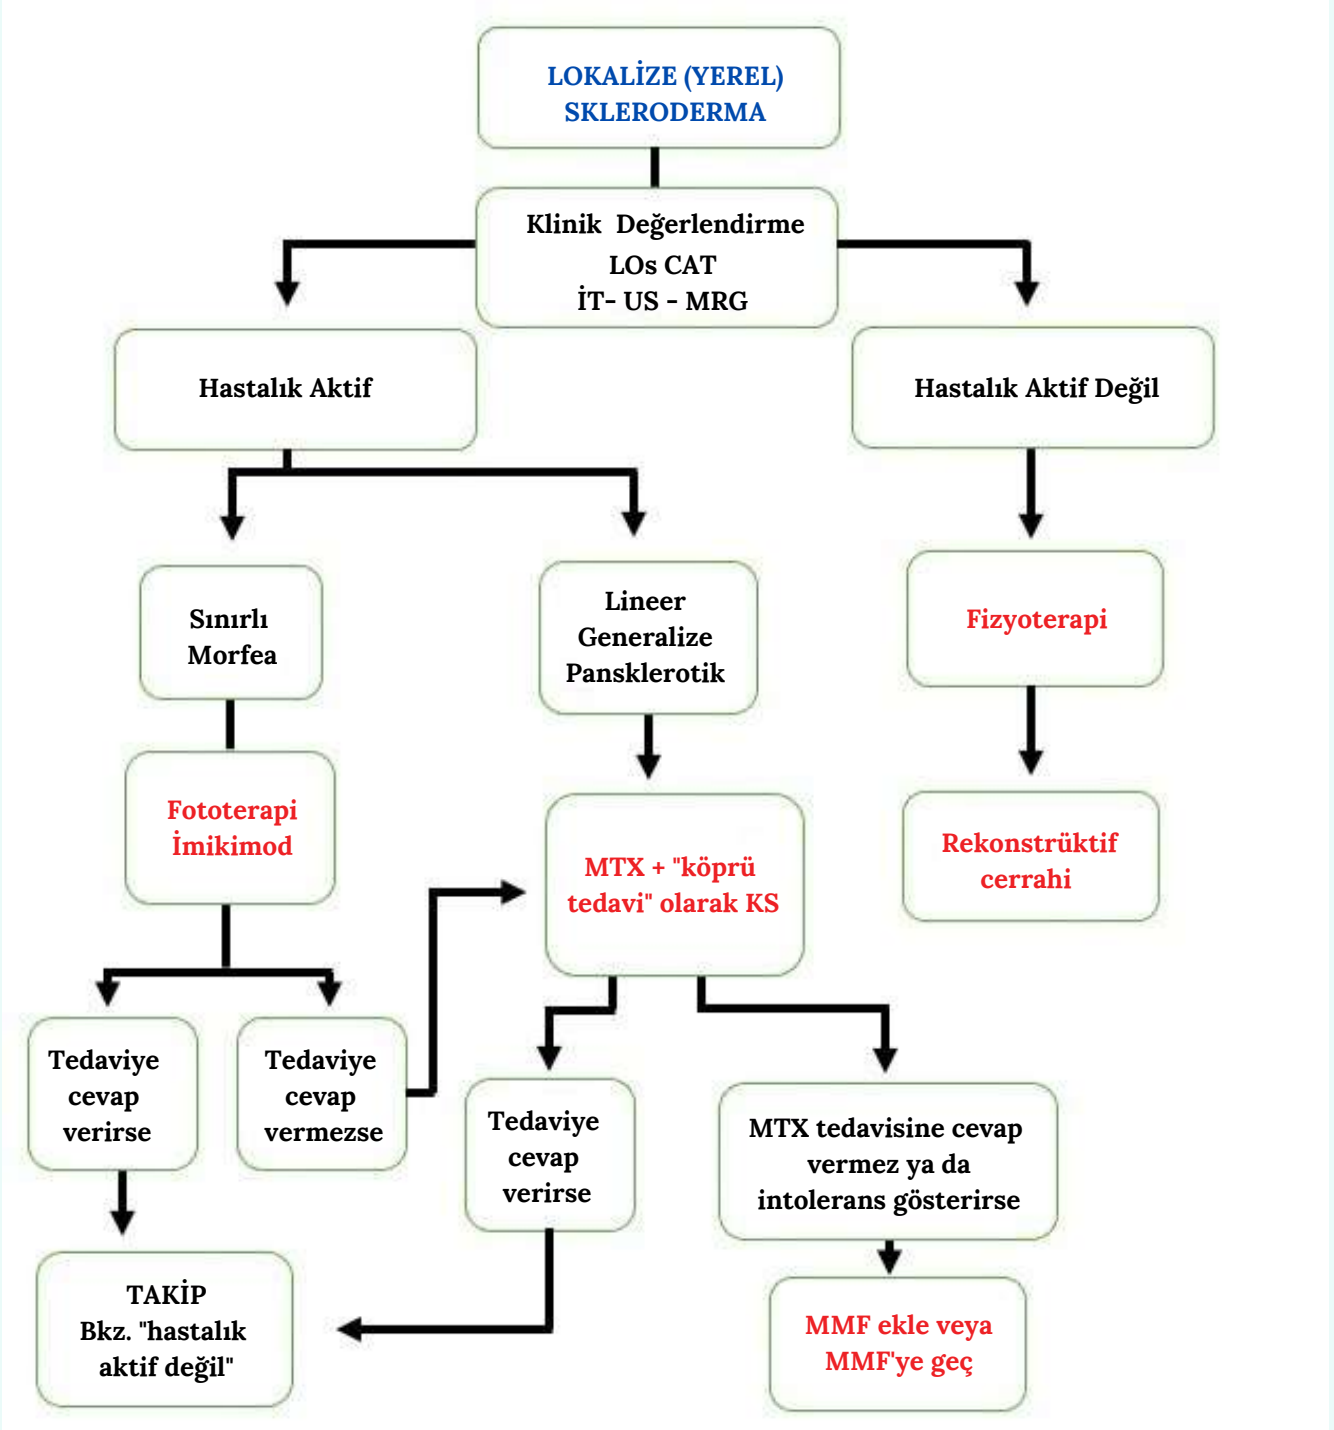 LOKALİZE (YEREL)
SKLERODERMA
Klinik Değerlendirme
LOs CAT
İT- US - MRG
Hastalık Aktif
Hastalık Aktif Değil
Sınırlı
Morfea
Lineer
Generalize
Pansklerotik
Fizyoterapi
Fototerapi
İmikimod
MTX + "köprü
tedavi" olarak KS
Rekonstrüktif
cerrahi
Tedaviye
cevap
verirse
Tedaviye
cevap
vermezse
Tedaviye
cevap
verirse
MTX tedavisine cevap
vermez ya da
intolerans gösterirse
TAKİP
Bkz. "hastalık
aktif değil"
MMF ekle veya
MMF'ye geç